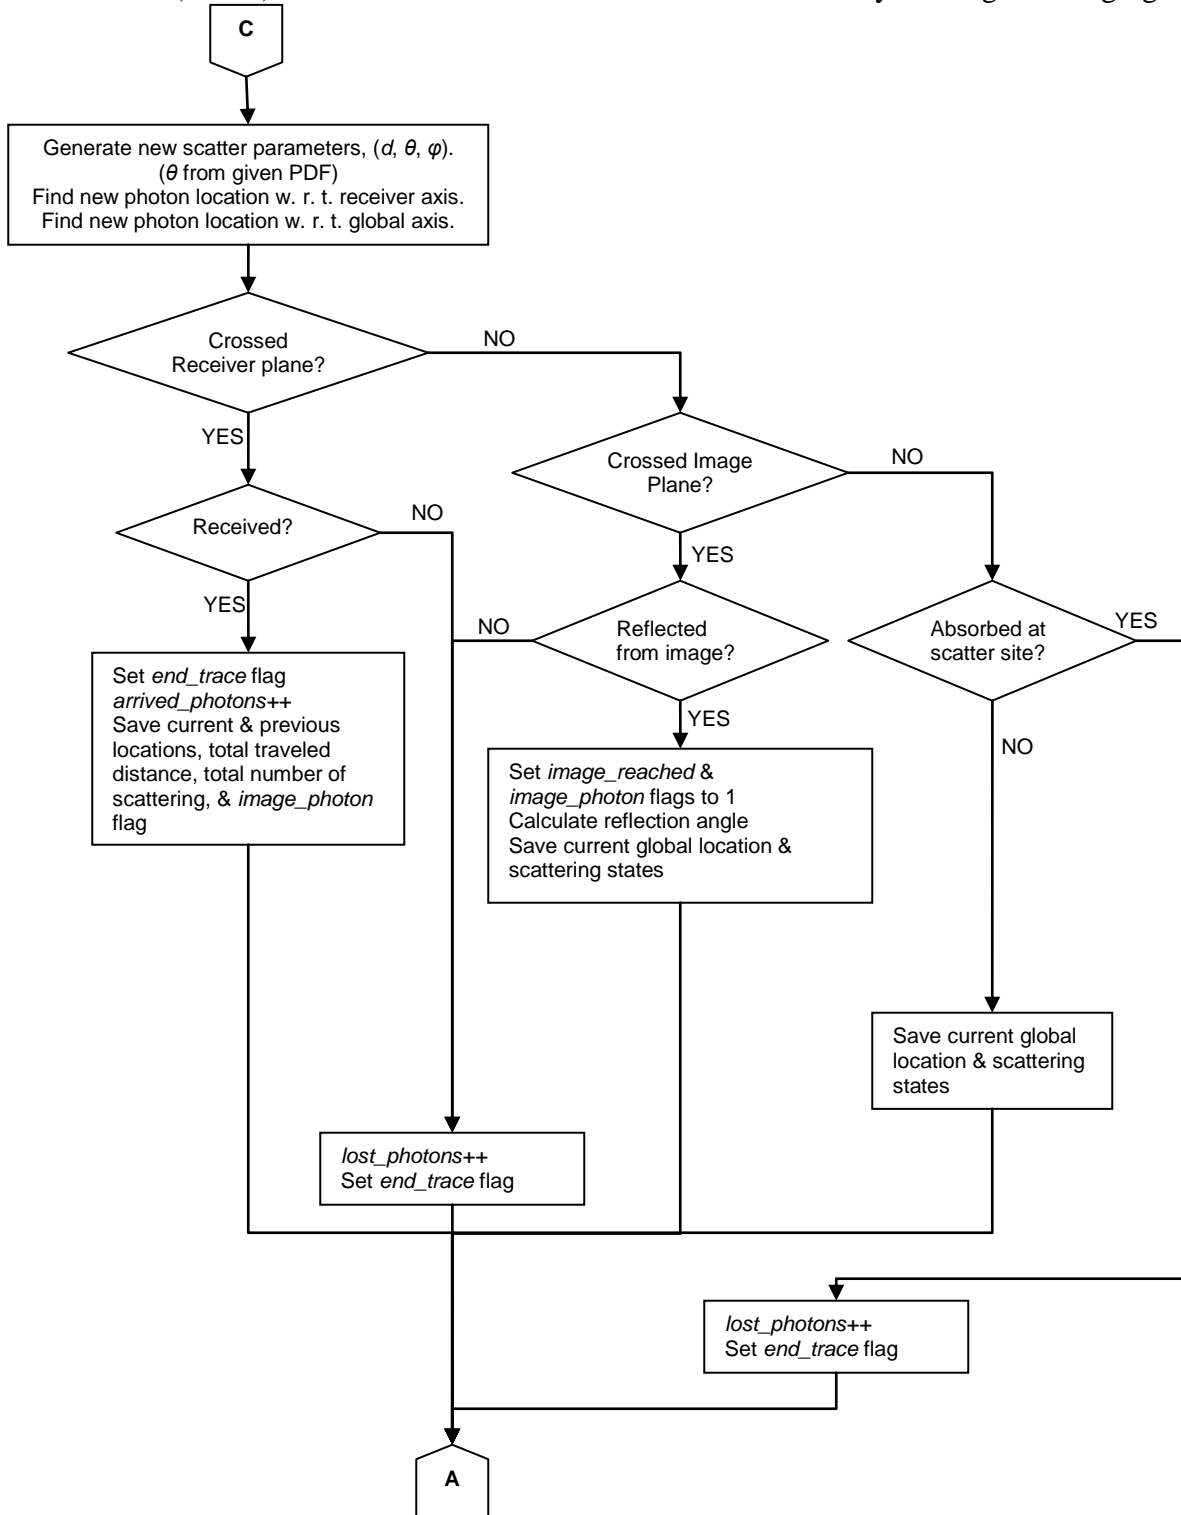 C
Generate new scatter parameters, (d, θ, φ).
(θ from given PDF)
Find new photon location w. r. t. receiver axis.
Find new photon location w. r. t. global axis.
Crossed
Receiver plane?
NO
YES
Crossed Image
Plane?
NO
YES
Received?
NO
YES
Reflected
from image?
NO
YES
Absorbed at
scatter site?
YES
NO
Set end_trace flag
arrived_photons++
Save current & previous
locations, total traveled
distance, total number of
scattering, & image_photon
flag
Set image_reached &
image_photon flags to 1
Calculate reflection angle
Save current global location &
scattering states
Save current global
location & scattering
states
lost_photons++
Set end_trace flag
lost_photons++
Set end_trace flag
A